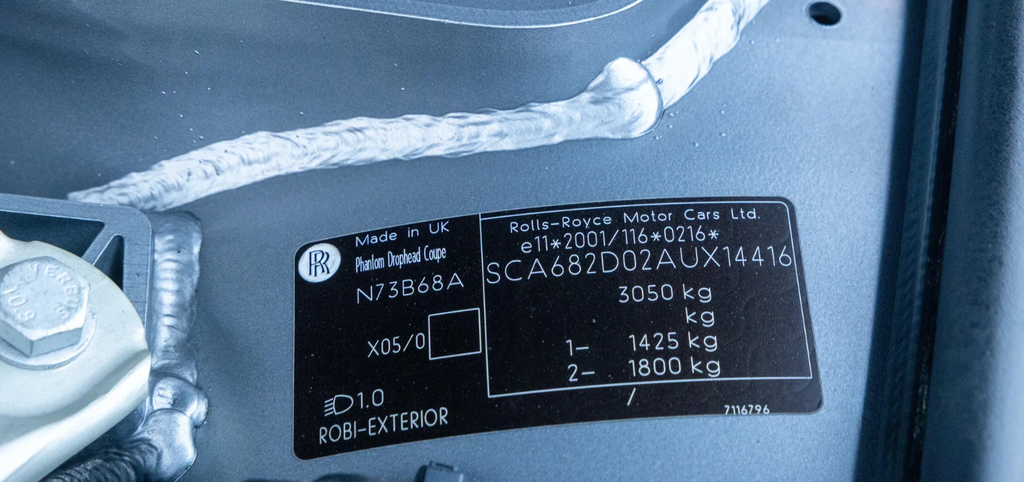 RR
Made in UK
Phantom Drophead Coupe
N73B68A
X05/0
1.0
ROBI-EXTERIOR
Rolls-Royce Motor Cars Ltd.
e11*2001/116*0216*
SCA682D02AUX14416
3050 kg
kg
1– 1425 kg
2– 1800 kg
/
7116796